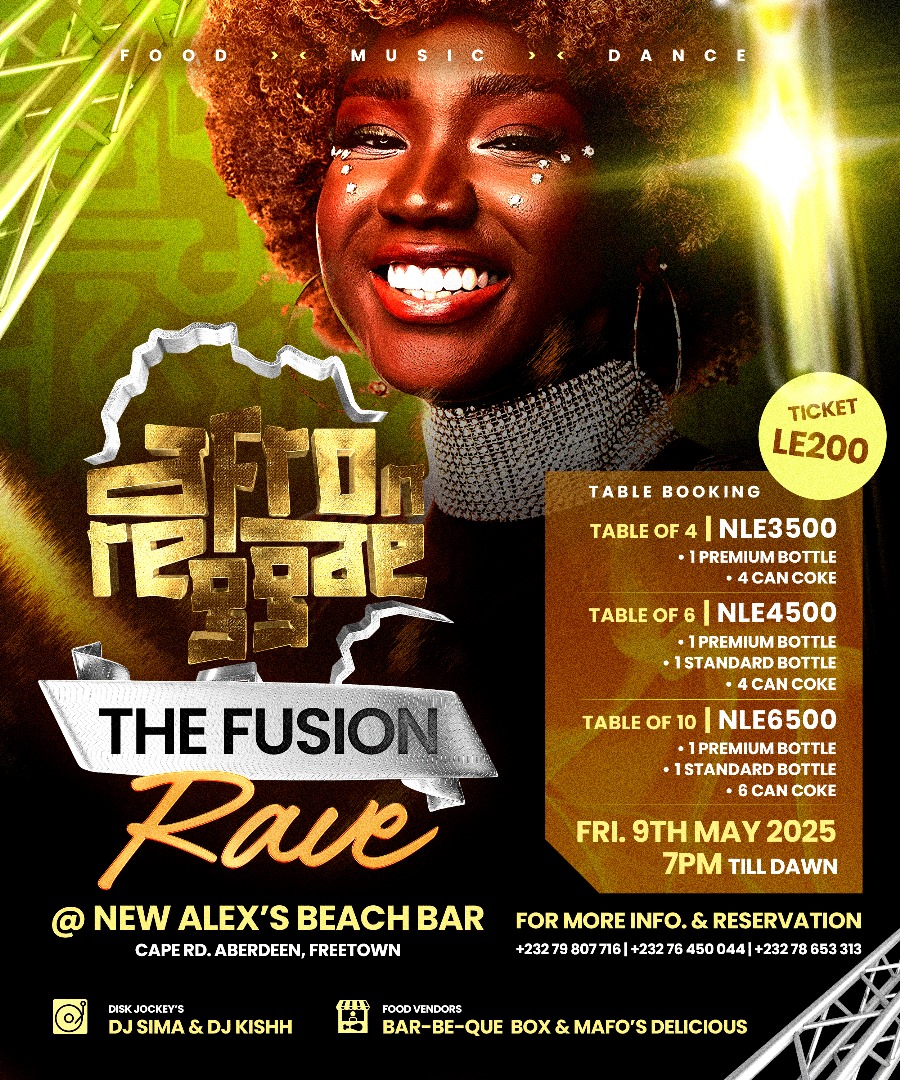 FOOD >< MUSIC >< DANCE
afro n
reggae
THE FUSION
Rave
@ NEW ALEX'S BEACH BAR
CAPE RD. ABERDEEN, FREETOWN
TICKET
LE200
TABLE BOOKING
TABLE OF 4 | NLE3500
• 1 PREMIUM BOTTLE
• 4 CAN COKE
TABLE OF 6 | NLE4500
• 1 PREMIUM BOTTLE
• 1 STANDARD BOTTLE
• 4 CAN COKE
TABLE OF 10 | NLE6500
• 1 PREMIUM BOTTLE
• 1 STANDARD BOTTLE
• 6 CAN COKE
FRI. 9TH MAY 2025
7PM TILL DAWN
FOR MORE INFO. & RESERVATION
+232 79 807 716 | +232 76 450 044 | +232 78 653 313
DISK JOCKEY'S
DJ SIMA & DJ KISHH
FOOD VENDORS
BAR-BE-QUE BOX & MAFO'S DELICIOUS